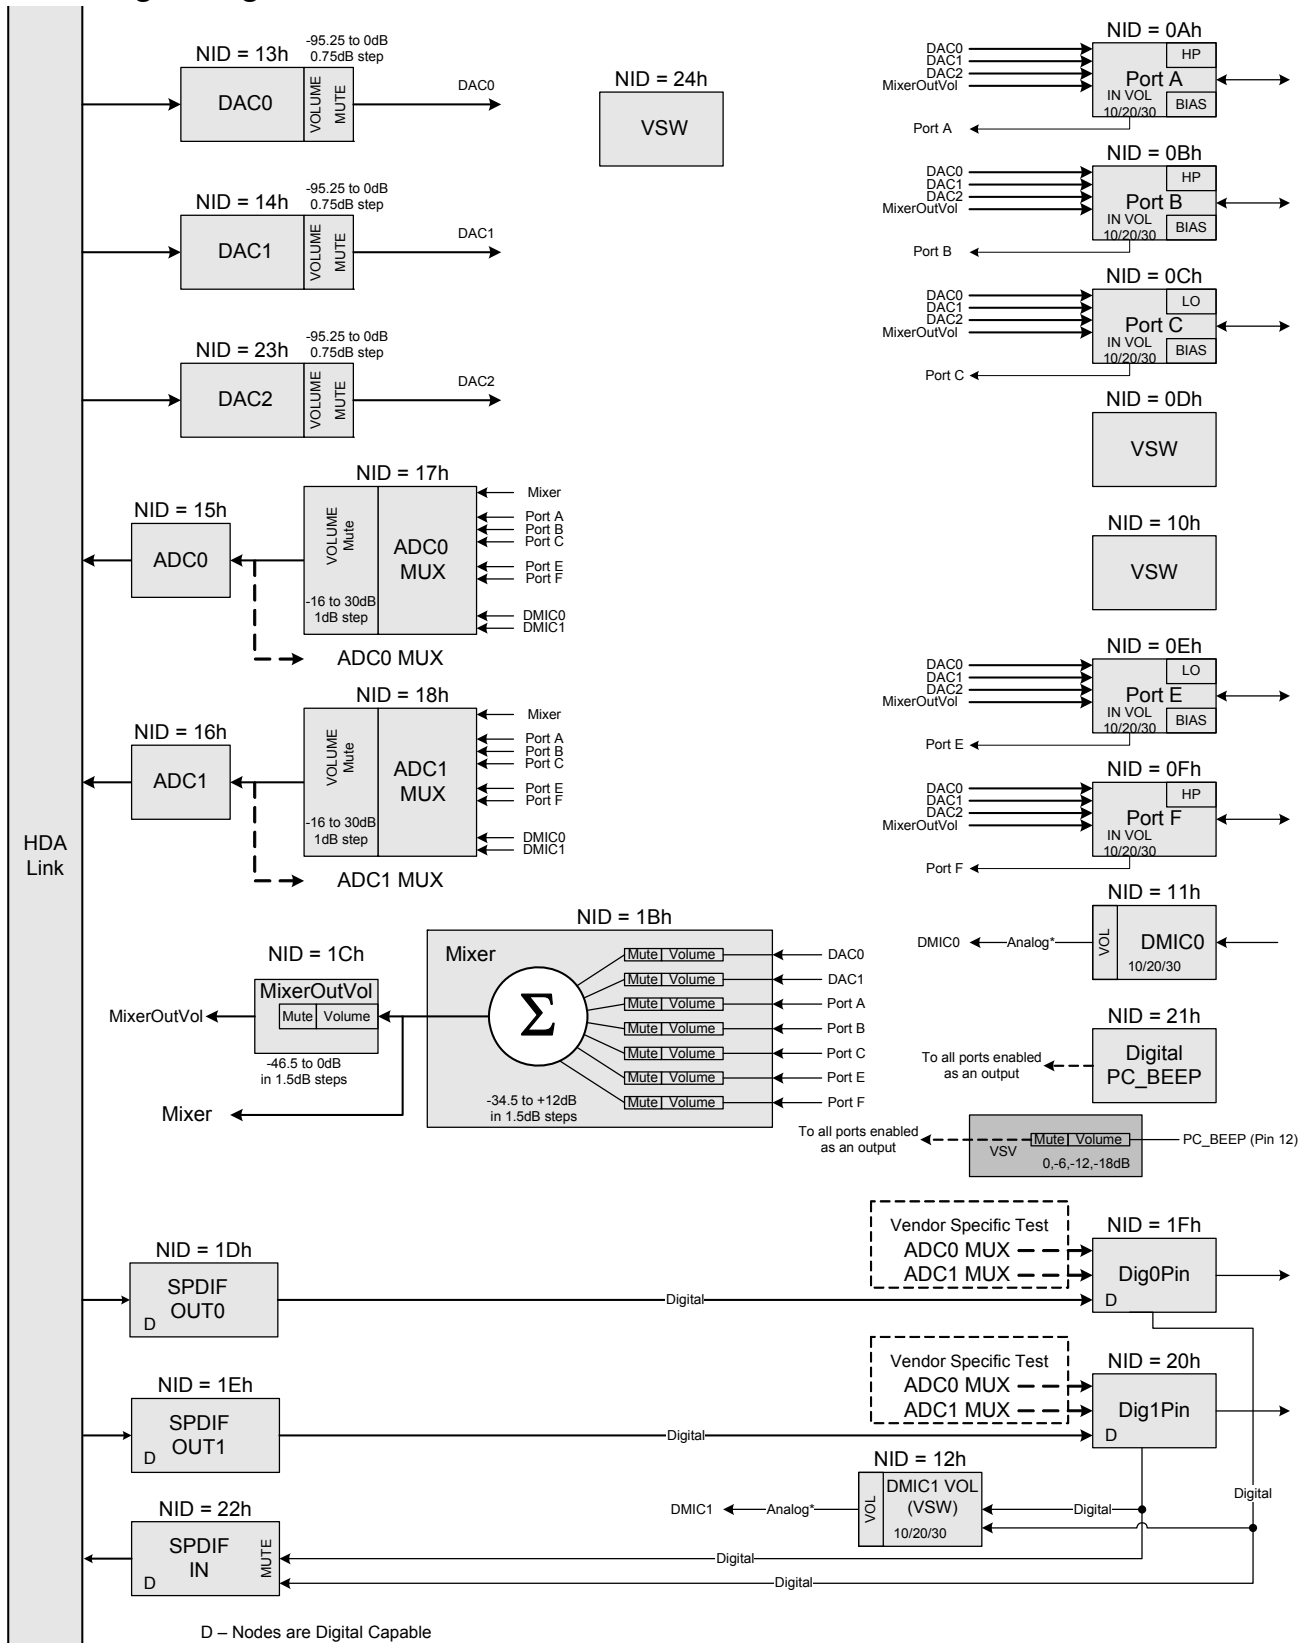 NID = 13h
-95.25 to 0dB
0.75dB step
DAC0
VOLUME
MUTE
DAC0
NID = 14h
-95.25 to 0dB
0.75dB step
DAC1
VOLUME
MUTE
DAC1
NID = 23h
-95.25 to 0dB
0.75dB step
DAC2
VOLUME
MUTE
DAC2
NID = 24h
VSW
NID = 0Ah
DAC0
DAC1
DAC2
MixerOutVol
HP
Port A
IN VOL
10/20/30
BIAS
Port A
NID = 0Bh
DAC0
DAC1
DAC2
MixerOutVol
HP
Port B
IN VOL
10/20/30
BIAS
Port B
NID = 0Ch
DAC0
DAC1
DAC2
MixerOutVol
LO
Port C
IN VOL
10/20/30
BIAS
Port C
NID = 0Dh
VSW
NID = 10h
VSW
NID = 17h
VOLUME
Mute
-16 to 30dB
1dB step
ADC0
MUX
Mixer
Port A
Port B
Port C
Port E
Port F
DMIC0
DMIC1
NID = 15h
ADC0
ADC0 MUX
NID = 18h
VOLUME
Mute
-16 to 30dB
1dB step
ADC1
MUX
Mixer
Port A
Port B
Port C
Port E
Port F
DMIC0
DMIC1
NID = 16h
ADC1
ADC1 MUX
HDA
Link
NID = 0Eh
DAC0
DAC1
DAC2
MixerOutVol
LO
Port E
IN VOL
10/20/30
BIAS
Port E
NID = 0Fh
DAC0
DAC1
DAC2
MixerOutVol
HP
Port F
IN VOL
10/20/30
Port F
NID = 11h
DMIC0
Analog*
VOL
DMIC0
10/20/30
NID = 1Bh
Mixer
Σ
-34.5 to +12dB
in 1.5dB steps
Mute Volume DAC0
Mute Volume DAC1
Mute Volume Port A
Mute Volume Port B
Mute Volume Port C
Mute Volume Port E
Mute Volume Port F
NID = 1Ch
MixerOutVol
Mute Volume
MixerOutVol
-46.5 to 0dB
in 1.5dB steps
Mixer
NID = 21h
To all ports enabled
as an output
Digital
PC_BEEP
To all ports enabled
as an output
VSV
Mute Volume
0,-6,-12,-18dB
PC_BEEP (Pin 12)
NID = 1Dh
SPDIF
OUT0
D
Digital
Vendor Specific Test
ADC0 MUX
ADC1 MUX
NID = 1Fh
Dig0Pin
D
NID = 1Eh
SPDIF
OUT1
D
Digital
Vendor Specific Test
ADC0 MUX
ADC1 MUX
NID = 20h
Dig1Pin
D
NID = 12h
DMIC1
Analog*
VOL
DMIC1 VOL
(VSW)
10/20/30
Digital
Digital
NID = 22h
SPDIF
IN
D
MUTE
Digital
Digital
D – Nodes are Digital Capable